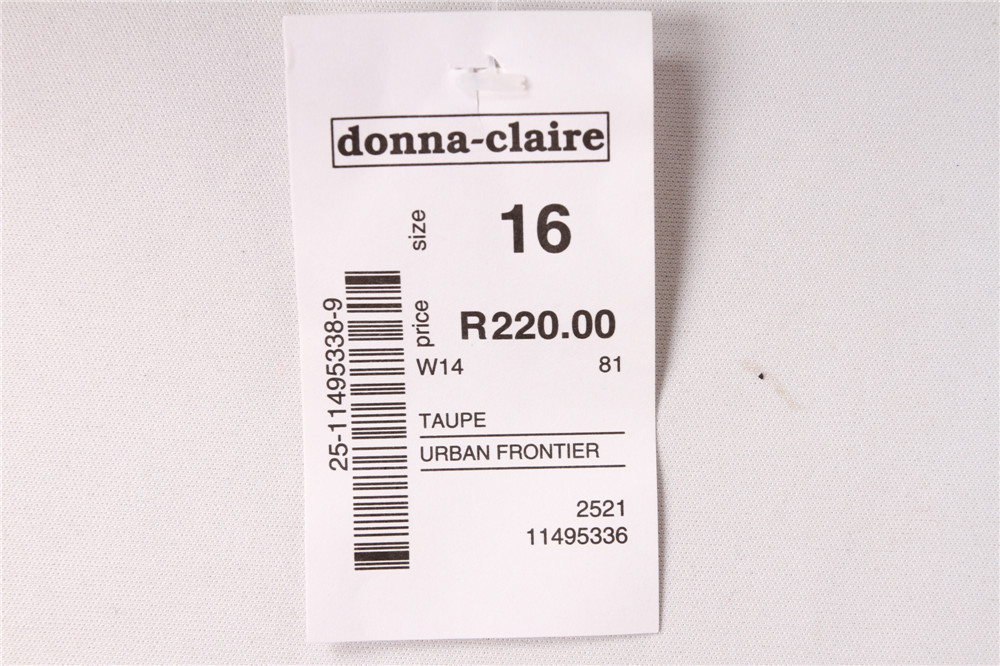 donna-claire
size 16
price R220.00
W14 81
TAUPE
URBAN FRONTIER
2521
11495336
25-11495338-9